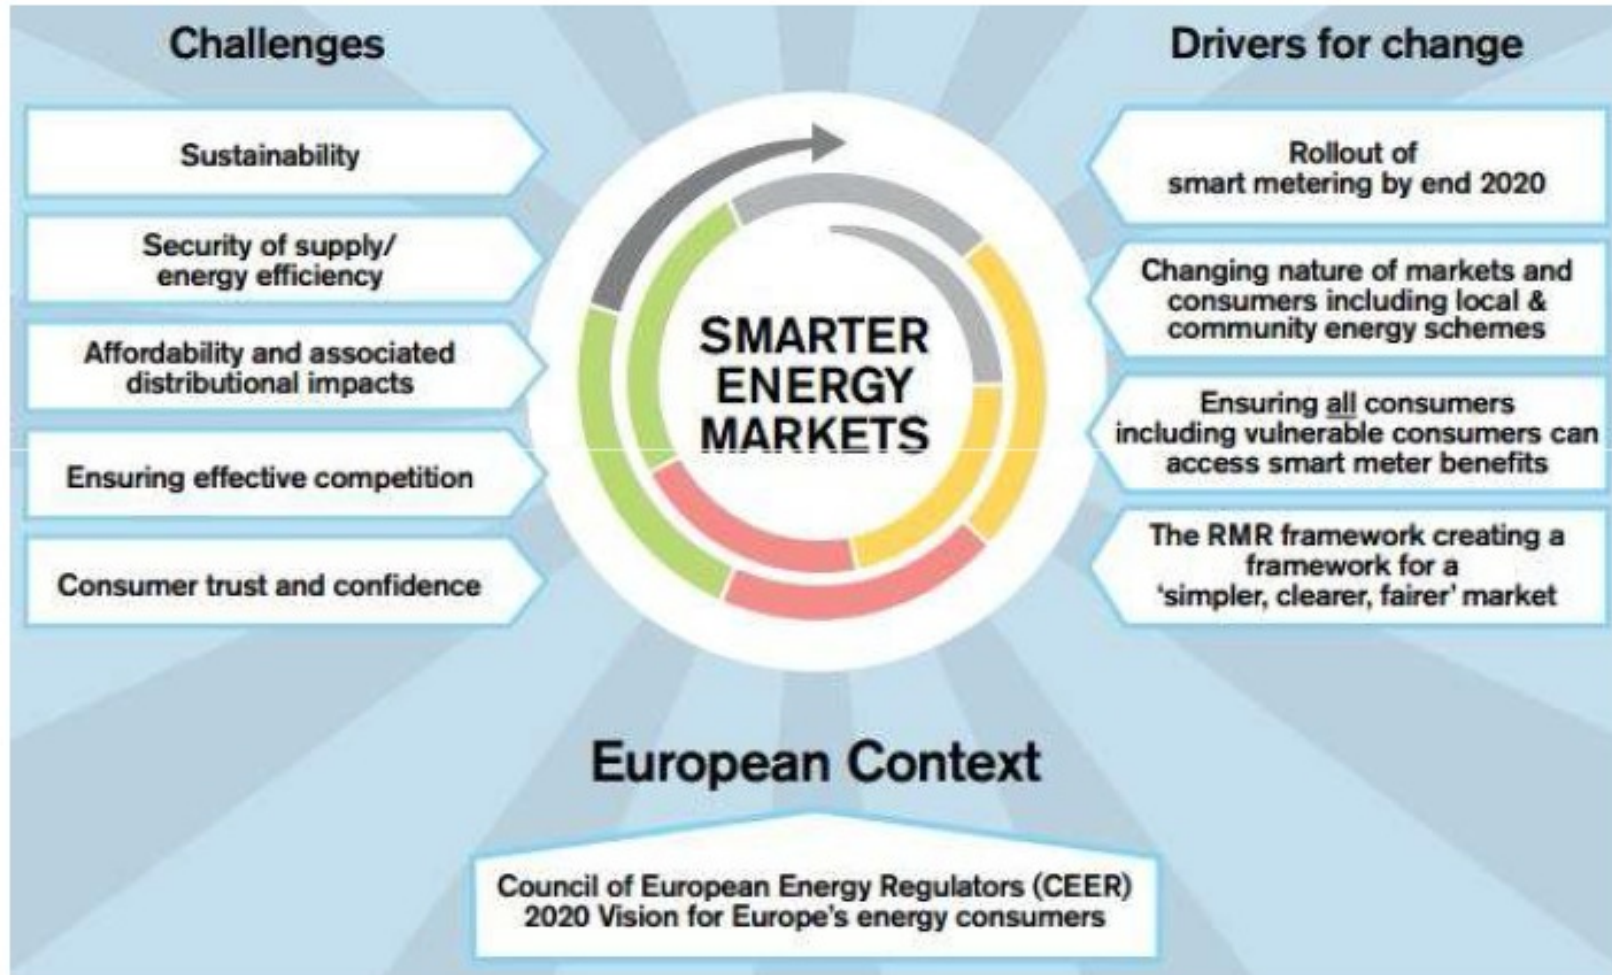 Challenges
Sustainability
Security of supply/
energy efficiency
Affordability and associated
distributional impacts
Ensuring effective competition
Consumer trust and confidence
SMARTER
ENERGY
MARKETS
Drivers for change
Rollout of
smart metering by end 2020
Changing nature of markets and
consumers including local &
community energy schemes
Ensuring all consumers
including vulnerable consumers can
access smart meter benefits
The RMR framework creating a
framework for a
‘simpler, clearer, fairer’ market
European Context
Council of European Energy Regulators (CEER)
2020 Vision for Europe’s energy consumers